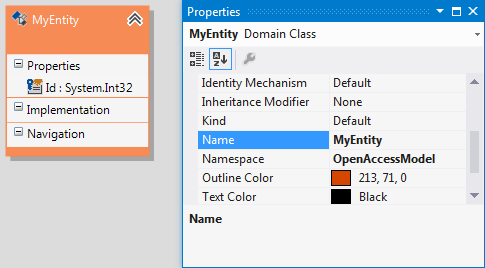 MyEntity
Properties
Id : System.Int32
Implementation
Navigation
Properties
MyEntity Domain Class
Identity Mechanism Default
Inheritance Modifier None
Kind Default
Name MyEntity
Namespace OpenAccessModel
Outline Color 213, 71, 0
Text Color Black
Name